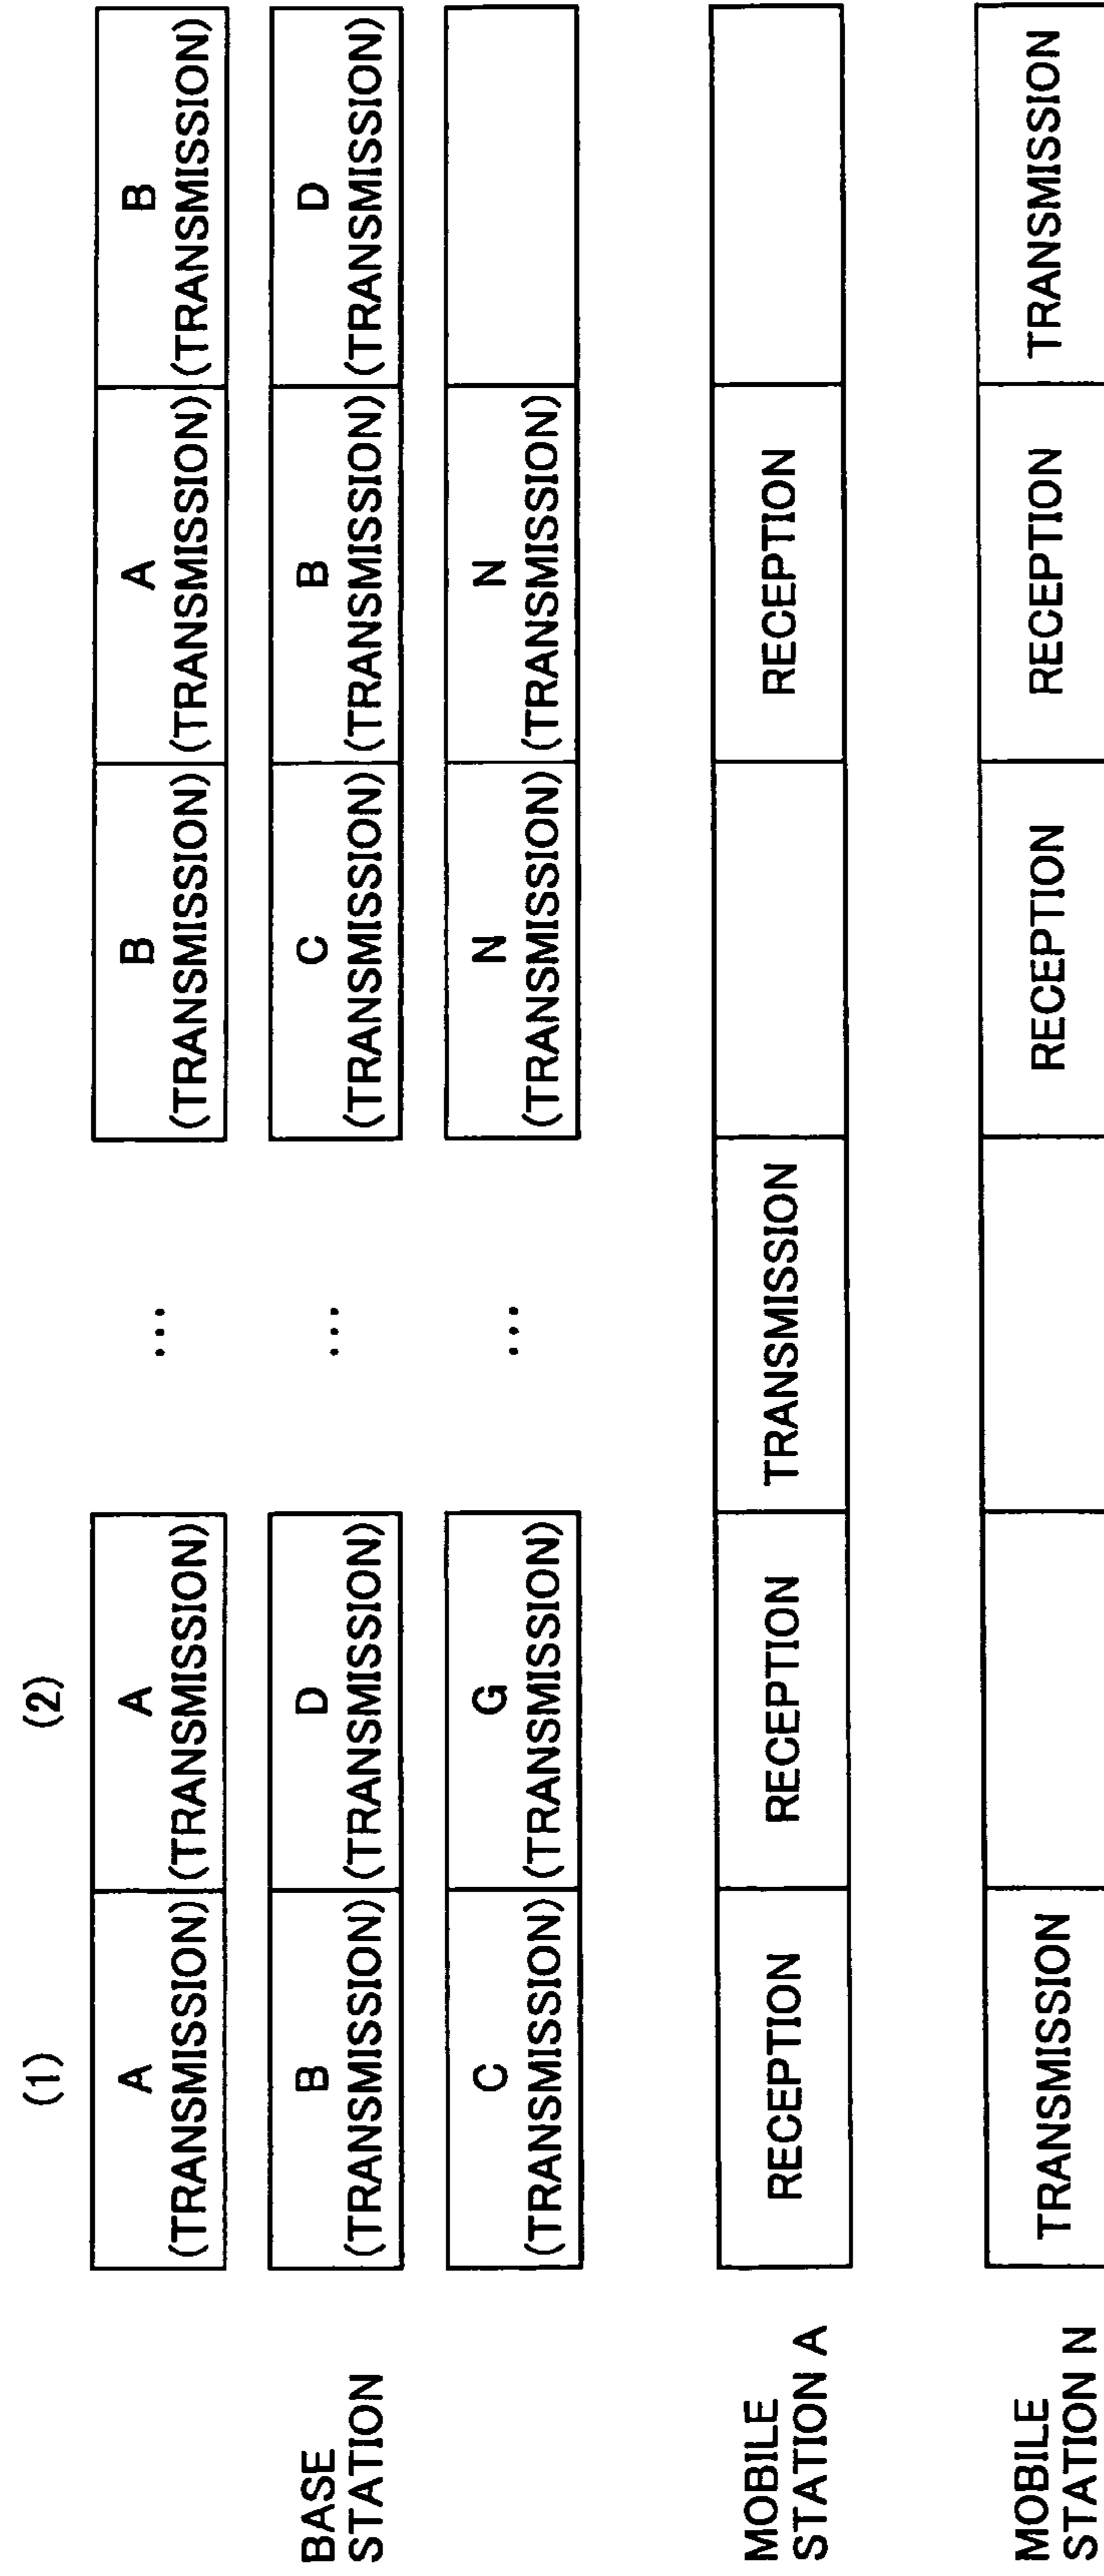 (1)
(2)
BASE
STATION
A
(TRANSMISSION)
A
(TRANSMISSION)
B
(TRANSMISSION)
A
(TRANSMISSION)
B
(TRANSMISSION)
B
(TRANSMISSION)
D
(TRANSMISSION)
...
C
(TRANSMISSION)
B
(TRANSMISSION)
D
(TRANSMISSION)
C
(TRANSMISSION)
G
(TRANSMISSION)
...
N
(TRANSMISSION)
N
(TRANSMISSION)
...
MOBILE
STATION A
RECEPTION
RECEPTION
TRANSMISSION
RECEPTION
MOBILE
STATION N
TRANSMISSION
RECEPTION
RECEPTION
TRANSMISSION